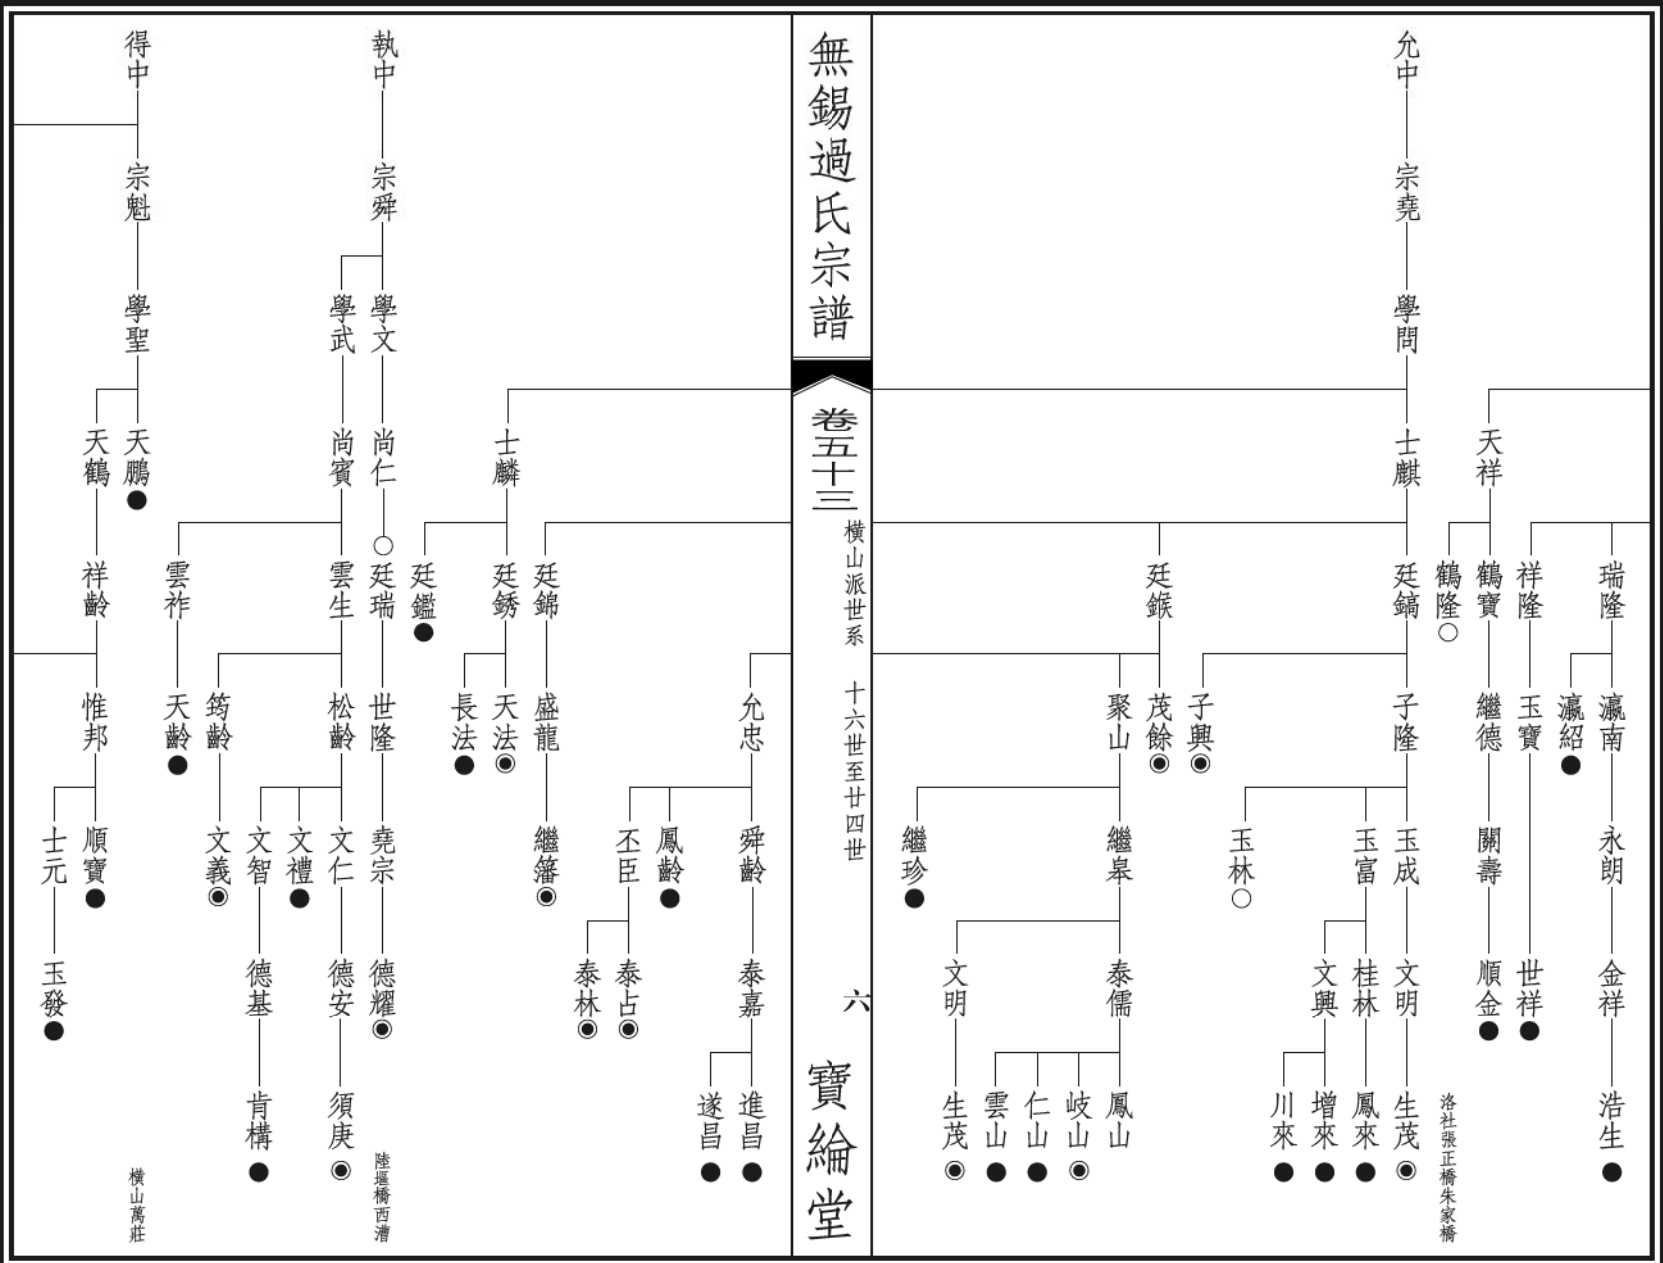 瑞隆
瀛南
永朗
金祥
浩生
瀛紹
祥隆
玉寶
世祥
天祥
鶴寶
繼德
關壽
順金
鶴隆
洛社張正橋朱家橋
允中
宗堯
學問
士麒
廷鎬
子隆
玉成
文明
生茂
玉富
桂林
鳳來
文興
增來
川來
玉林
子興
廷鍭
茂餘
聚山
繼皋
泰儒
鳳山
岐山
仁山
雲山
文明
生茂
繼珍
無錫過氏宗譜
卷五十三
橫山派世系 十六世至廿四世
六
寶綸堂
允忠
舜齡
泰嘉
進昌
遂昌
鳳齡
丕臣
泰占
泰林
廷錦
盛龍
繼籓
士麟
廷銹
天法
長法
廷鑑
執中
宗舜
學文
尚仁
廷瑞
世隆
堯宗
德耀
陸堰橋西漕
學武
尚賓
雲生
松齡
文仁
德安
須庚
文禮
文智
德基
肯構
筠齡
文義
雲祚
天齡
得中
宗魁
學聖
天鵬
橫山萬莊
天鶴
祥齡
惟邦
順寶
士元
玉發